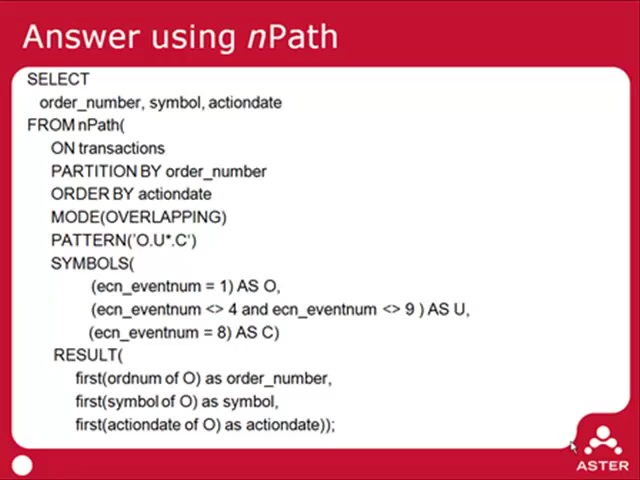 Answer using nPath
SELECT
order_number, symbol, actiondate
FROM nPath(
ON transactions
PARTITION BY order_number
ORDER BY actiondate
MODE(OVERLAPPING)
PATTERN('O.U*.C')
SYMBOLS(
(ecn_eventnum = 1) AS O,
(ecn_eventnum <> 4 and ecn_eventnum <> 9 ) AS U,
(ecn_eventnum = 8) AS C)
RESULT(
first(ordnum of O) as order_number,
first(symbol of O) as symbol,
first(actiondate of O) as actiondate));
ASTER